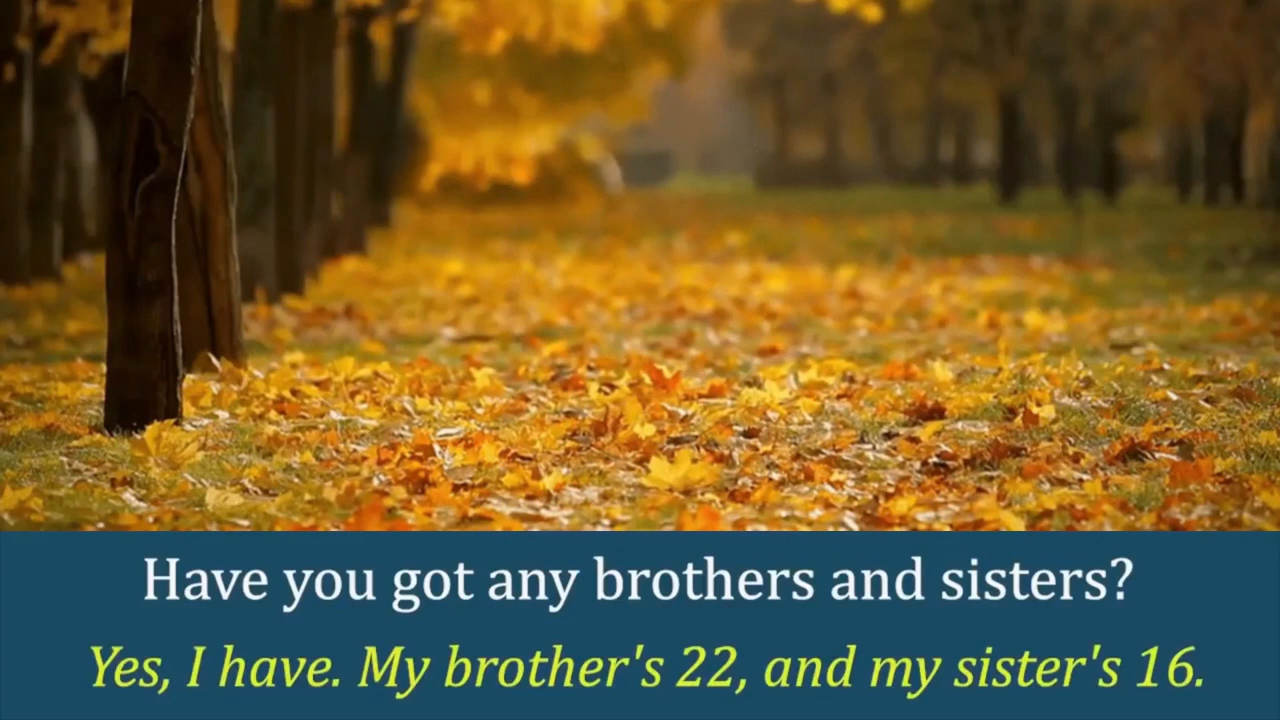 Have you got any brothers and sisters?
Yes, I have. My brother's 22, and my sister's 16.